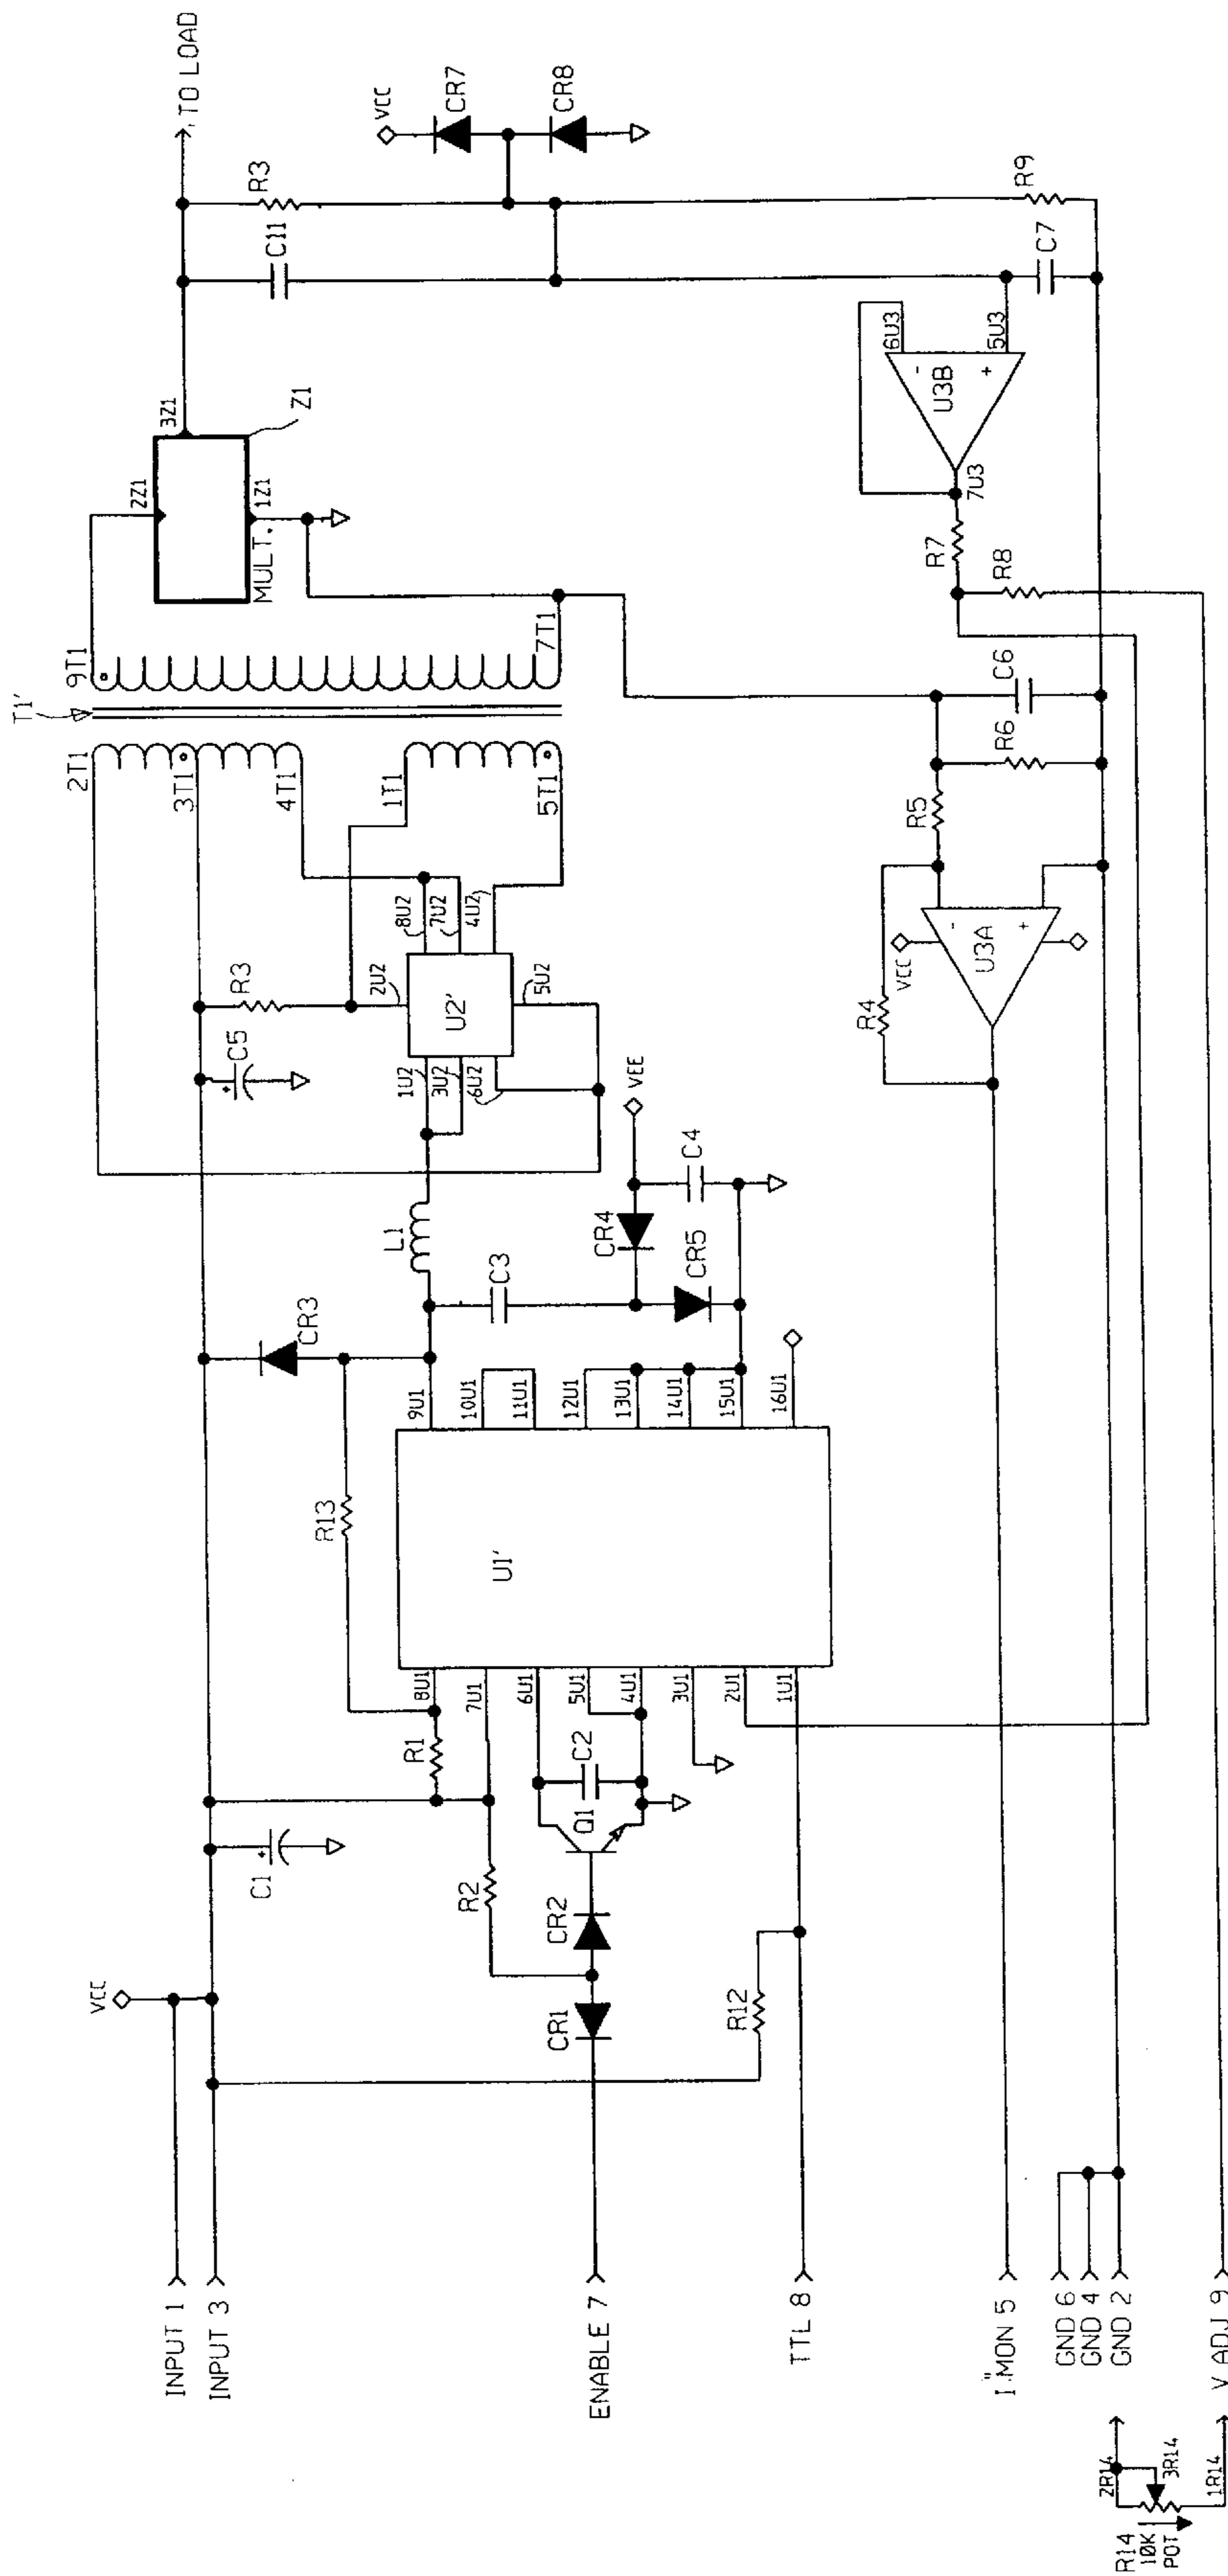 T1'
2T1
9T1
3T1
4T1
1T1
5T1
7T1
2Z1
3Z1
1Z1
MULT.
Z1
TO LOAD
C11
R3
VCC
CR7
CR8
R9
C7
6U3
5U3
-
+
U3B
7U3
R7
R8
C6
R6
R5
R4
VCC
-
+
U3A
C5
R3
2U2
8U2
7U2
4U2
U2'
1U2
3U2
6U2
5U2
L1
VEE
C4
CR4
CR5
C3
CR3
R13
9U1
10U1
11U1
12U1
13U1
14U1
15U1
16U1
U1'
8U1
7U1
6U1
5U1
4U1
3U1
2U1
1U1
R1
C2
Q1
R2
C1
CR2
CR1
R12
VCC
INPUT 1
INPUT 3
ENABLE 7
TTL 8
I."MON 5
GND 6
GND 4
GND 2
V ADJ 9
2R14
3R14
1R14
R14
10K
POT